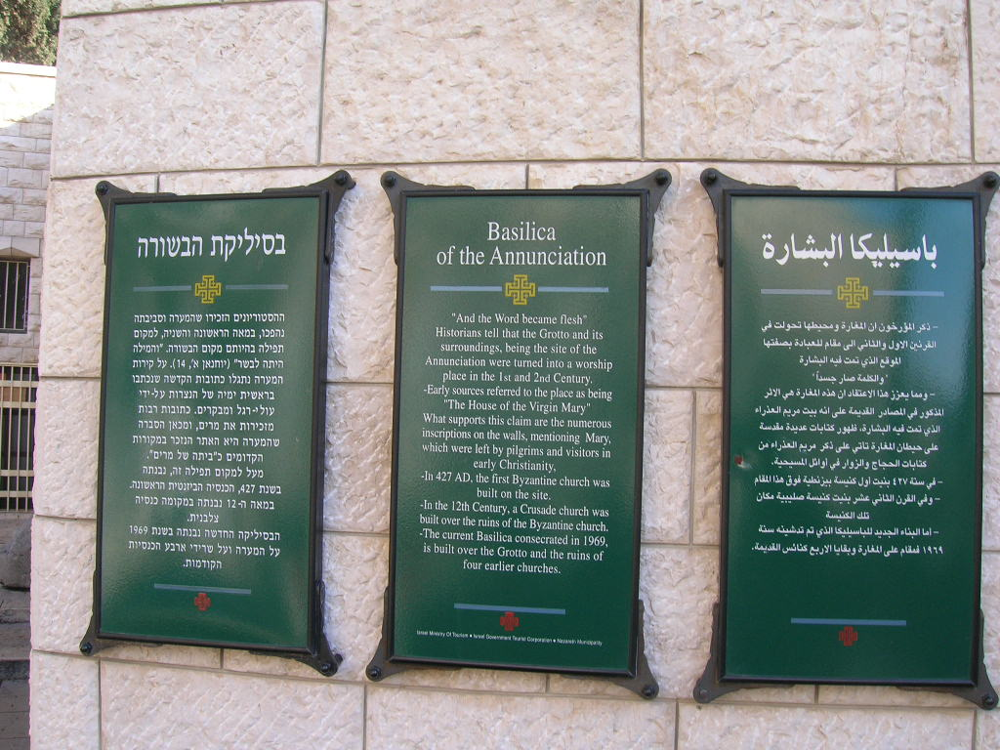 בסיליקת הבשורה
ההסטוריונים הזכירו שהמערה וסביבתה
נהפכו, במאה הראשונה והשניה, למקום
תפילה בהיותם מקום הבשורה. "והמילה
היתה לבשר" (יוחנאן א', 14). על קירות
המערה נתגלו כתובות הקדשה שנכתבו
בראשית ימיה של הנצרות על-ידי
עולי-רגל ומבקרים. כתובות רבות
מזכירות את מרים, ומכאן הסברה
שהמערה היא האתר הנזכר במקורות
הקדומים כ"ביתה של מרים".
מעל למקום תפילה זה, נבנתה
בשנת 427, הכנסיה הביזנטית הראשונה.
במאה ה-12 נבנתה במקומה כנסיה
צלבנית.
הבסיליקה החדשה נבנתה בשנת 1969
על המערה ועל שרידי ארבע הכנסיות
הקודמות.
Basilica
of the Annunciation
"And the Word became flesh"
Historians tell that the Grotto and its
surroundings, being the site of the
Annunciation were turned into a worship
place in the 1st and 2nd Century.
-Early sources referred to the place as being
"The House of the Virgin Mary"
What supports this claim are the numerous
inscriptions on the walls, mentioning Mary,
which were left by pilgrims and visitors in
early Christianity,
-In 427 AD. the first Byzantine church was
built on the site.
-In the 12th Century, a Crusade church was
built over the ruins of the Byzantine church.
-The current Basilica consecrated in 1969,
is built over the Grotto and the ruins of
four earlier churches.
Israel Ministry Of Tourism • Israel Government Tourist Corporation • Nazareth Municipality
باسيليكا البشارة
- ذكر المؤرخون ان المغارة ومحيطها تحولت في
القرنين الاول والثاني الى مقام للعبادة بصفتها
الموقع الذي تمت فيه البشارة
"والكلمة صار جسداً"
- ومما يعزز هذا الاعتقاد ان هذه المغارة هي الاثر
المذكور في المصادر القديمة على انه بيت مريم العذراء
الذي تمت فيه البشارة، ظهور كتابات عديدة مقدسة
على حيطان المغارة تأتي على ذكر مريم العذراء من
كتابات الحجاج والزوار في أوائل المسيحية.
- في سنة ٤٢٧ بنيت اول كنيسة بيزنطية فوق هذا المقام
- وفي القرن الثاني عشر بنيت كنيسة صليبية مكان
تلك الكنيسة
- أما البناء الجديد للباسيليكا الذي تم تدشينه سنة
١٩٦٩ فمقام على المغارة وبقايا الاربع كنائس القديمة.